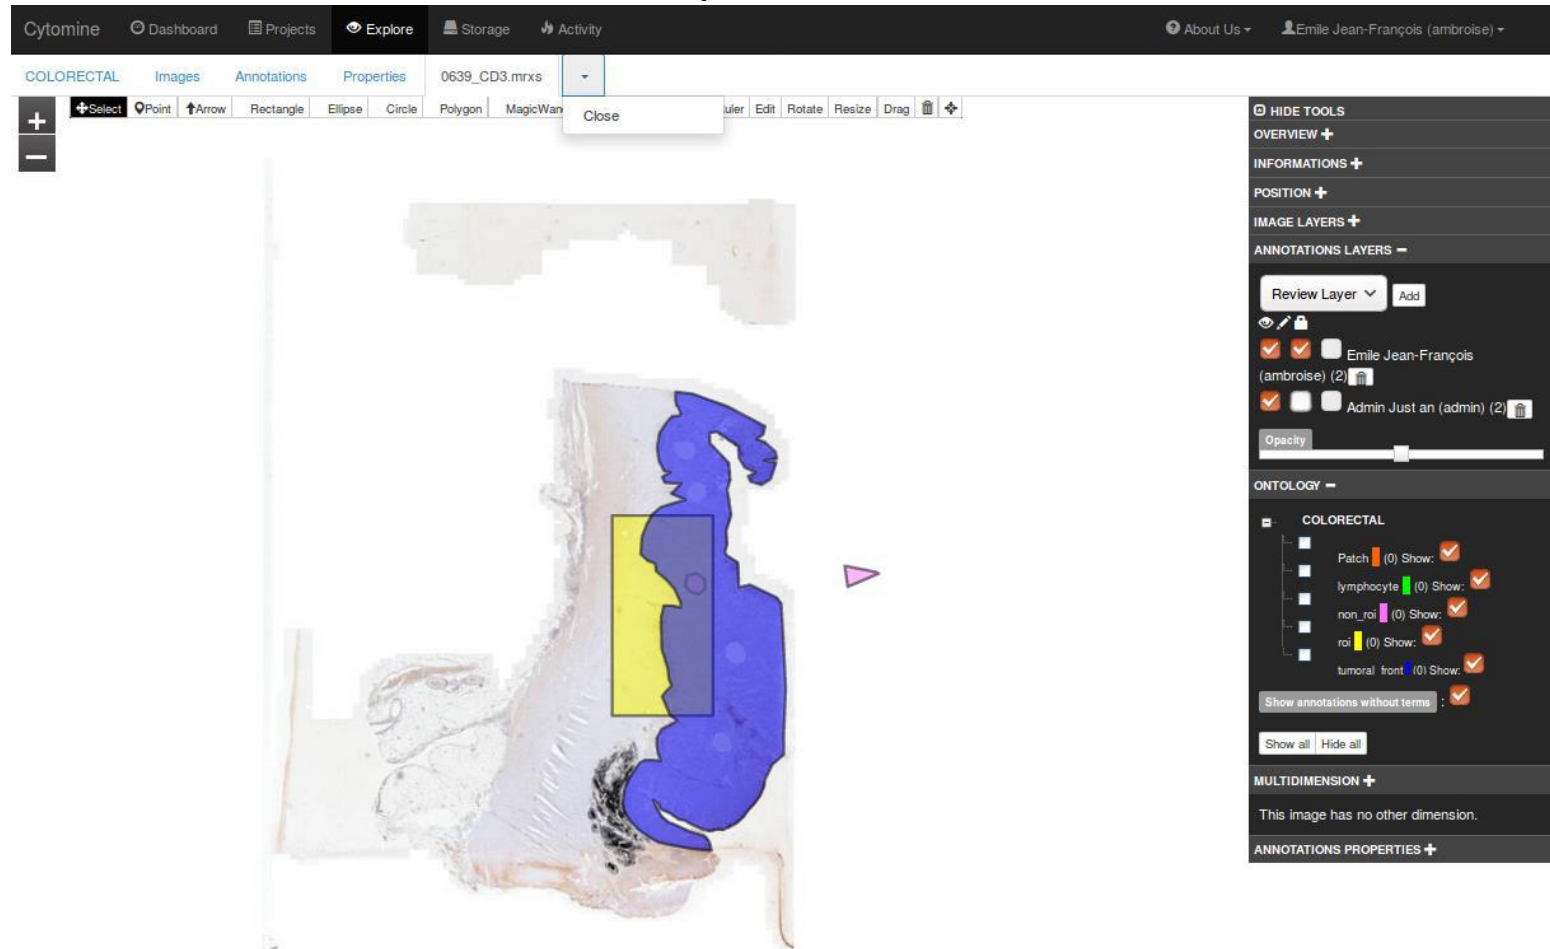 Cytomine Dashboard Projects Explore Storage Activity About Us Emile Jean-François (ambroise)
COLORECTAL Images Annotations Properties 0639_CD3.mrxs
Select Point Arrow Rectangle Ellipse Circle Polygon Edit Rotate Resize Drag
Close
HIDE TOOLS
OVERVIEW
INFORMATIONS
POSITION
IMAGE LAYERS
ANNOTATIONS LAYERS
Review Layer Add
Emile Jean-François
(ambroise) (2)
Admin Just an (admin) (2)
Opacity
ONTOLOGY
COLORECTAL
Patch (0) Show:
lymphocyte (0) Show:
non_roi (0) Show:
roi (0) Show:
tumoral front (0) Show:
Show annotations without terms :
Show all Hide all
MULTIDIMENSION
This image has no other dimension.
ANNOTATIONS PROPERTIES